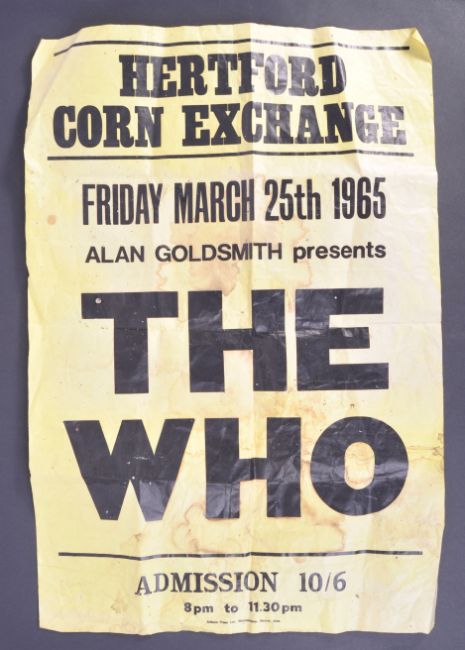 HERTFORD
CORN EXCHANGE
FRIDAY MARCH 25th 1965
ALAN GOLDSMITH presents
THE
WHO
ADMISSION 10/6
8pm to 11.30pm